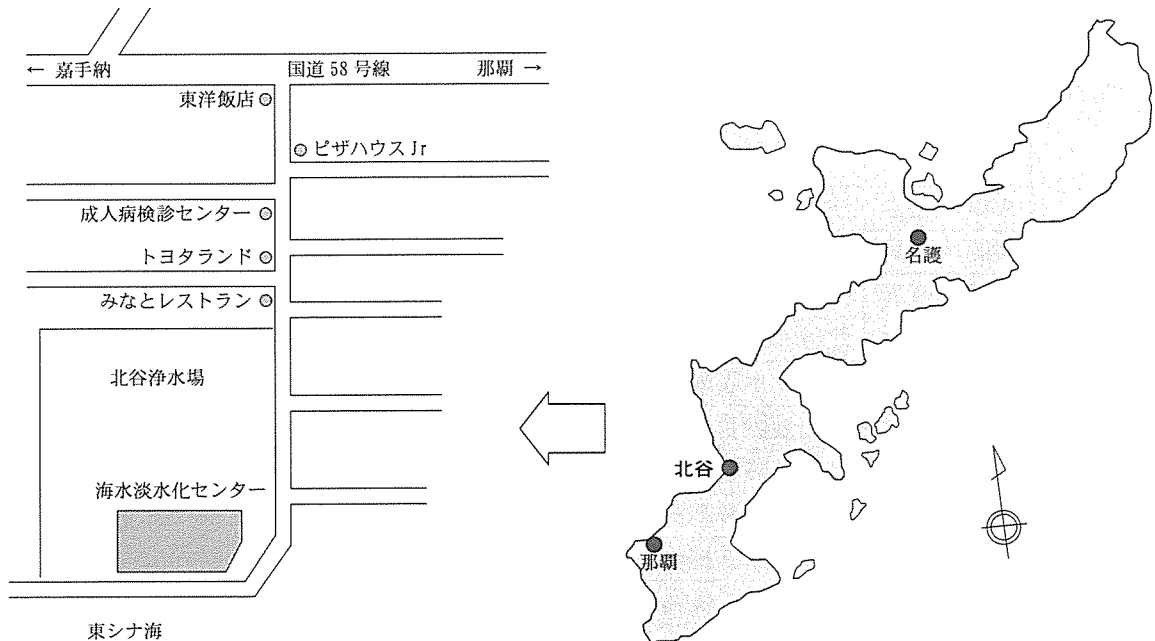 ← 嘉手納 国道 58 号線 那覇 →
東洋飯店
ピザハウス Jr
成人病検診センター
トヨタランド
みなとレストラン
北谷浄水場
海水淡水化センター
東シナ海
名護
北谷
那覇